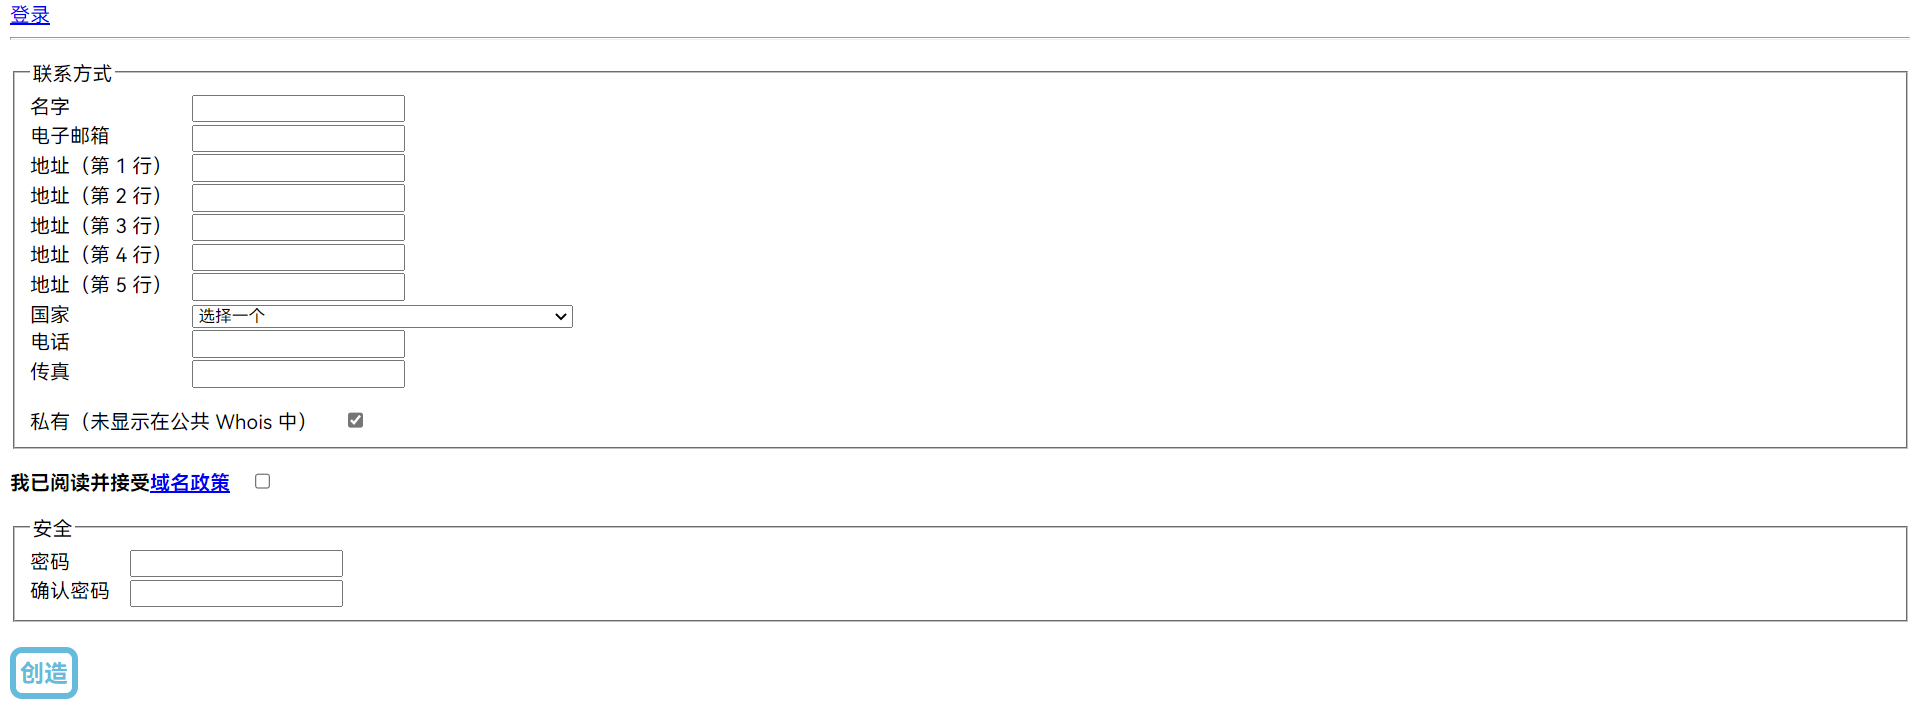 登录
联系方式
名字
电子邮箱
地址（第 1 行）
地址（第 2 行）
地址（第 3 行）
地址（第 4 行）
地址（第 5 行）
国家 选择一个
电话
传真
私有（未显示在公共 Whois 中）
我已阅读并接受域名政策
安全
密码
确认密码
创造